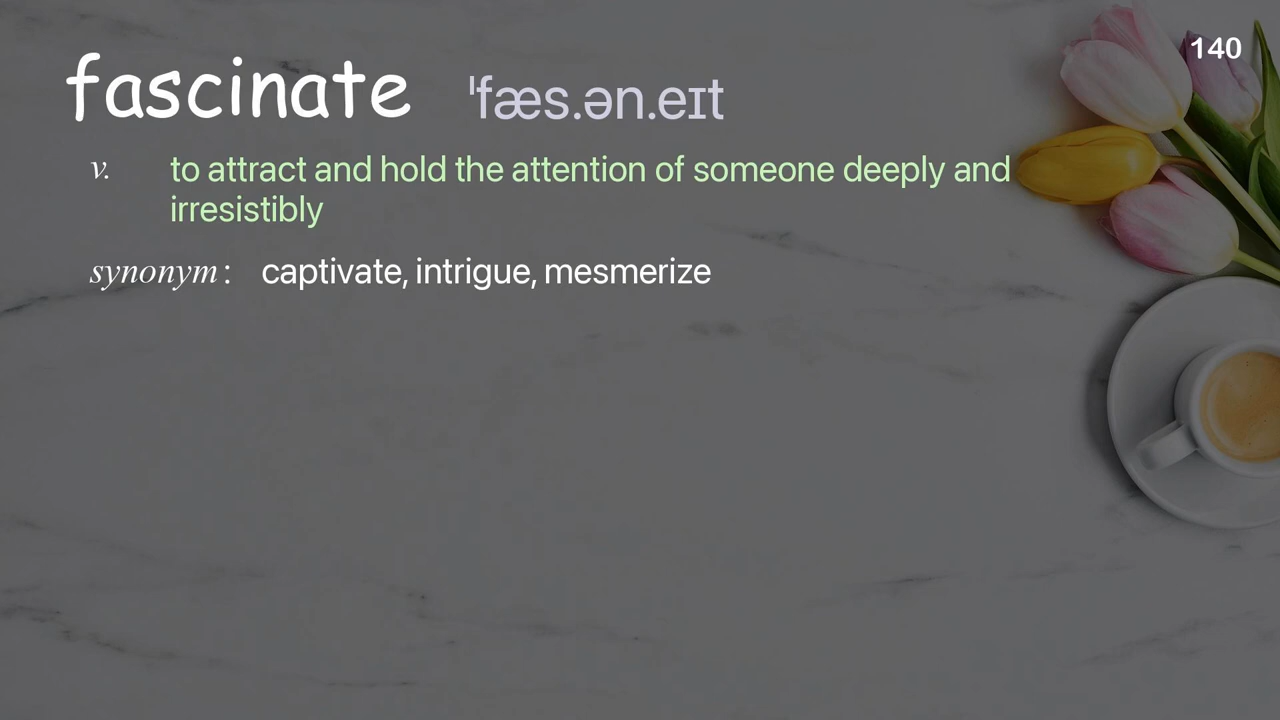 140
fascinate ˈfæs.ən.eɪt
v. to attract and hold the attention of someone deeply and
irresistibly
synonym: captivate, intrigue, mesmerize